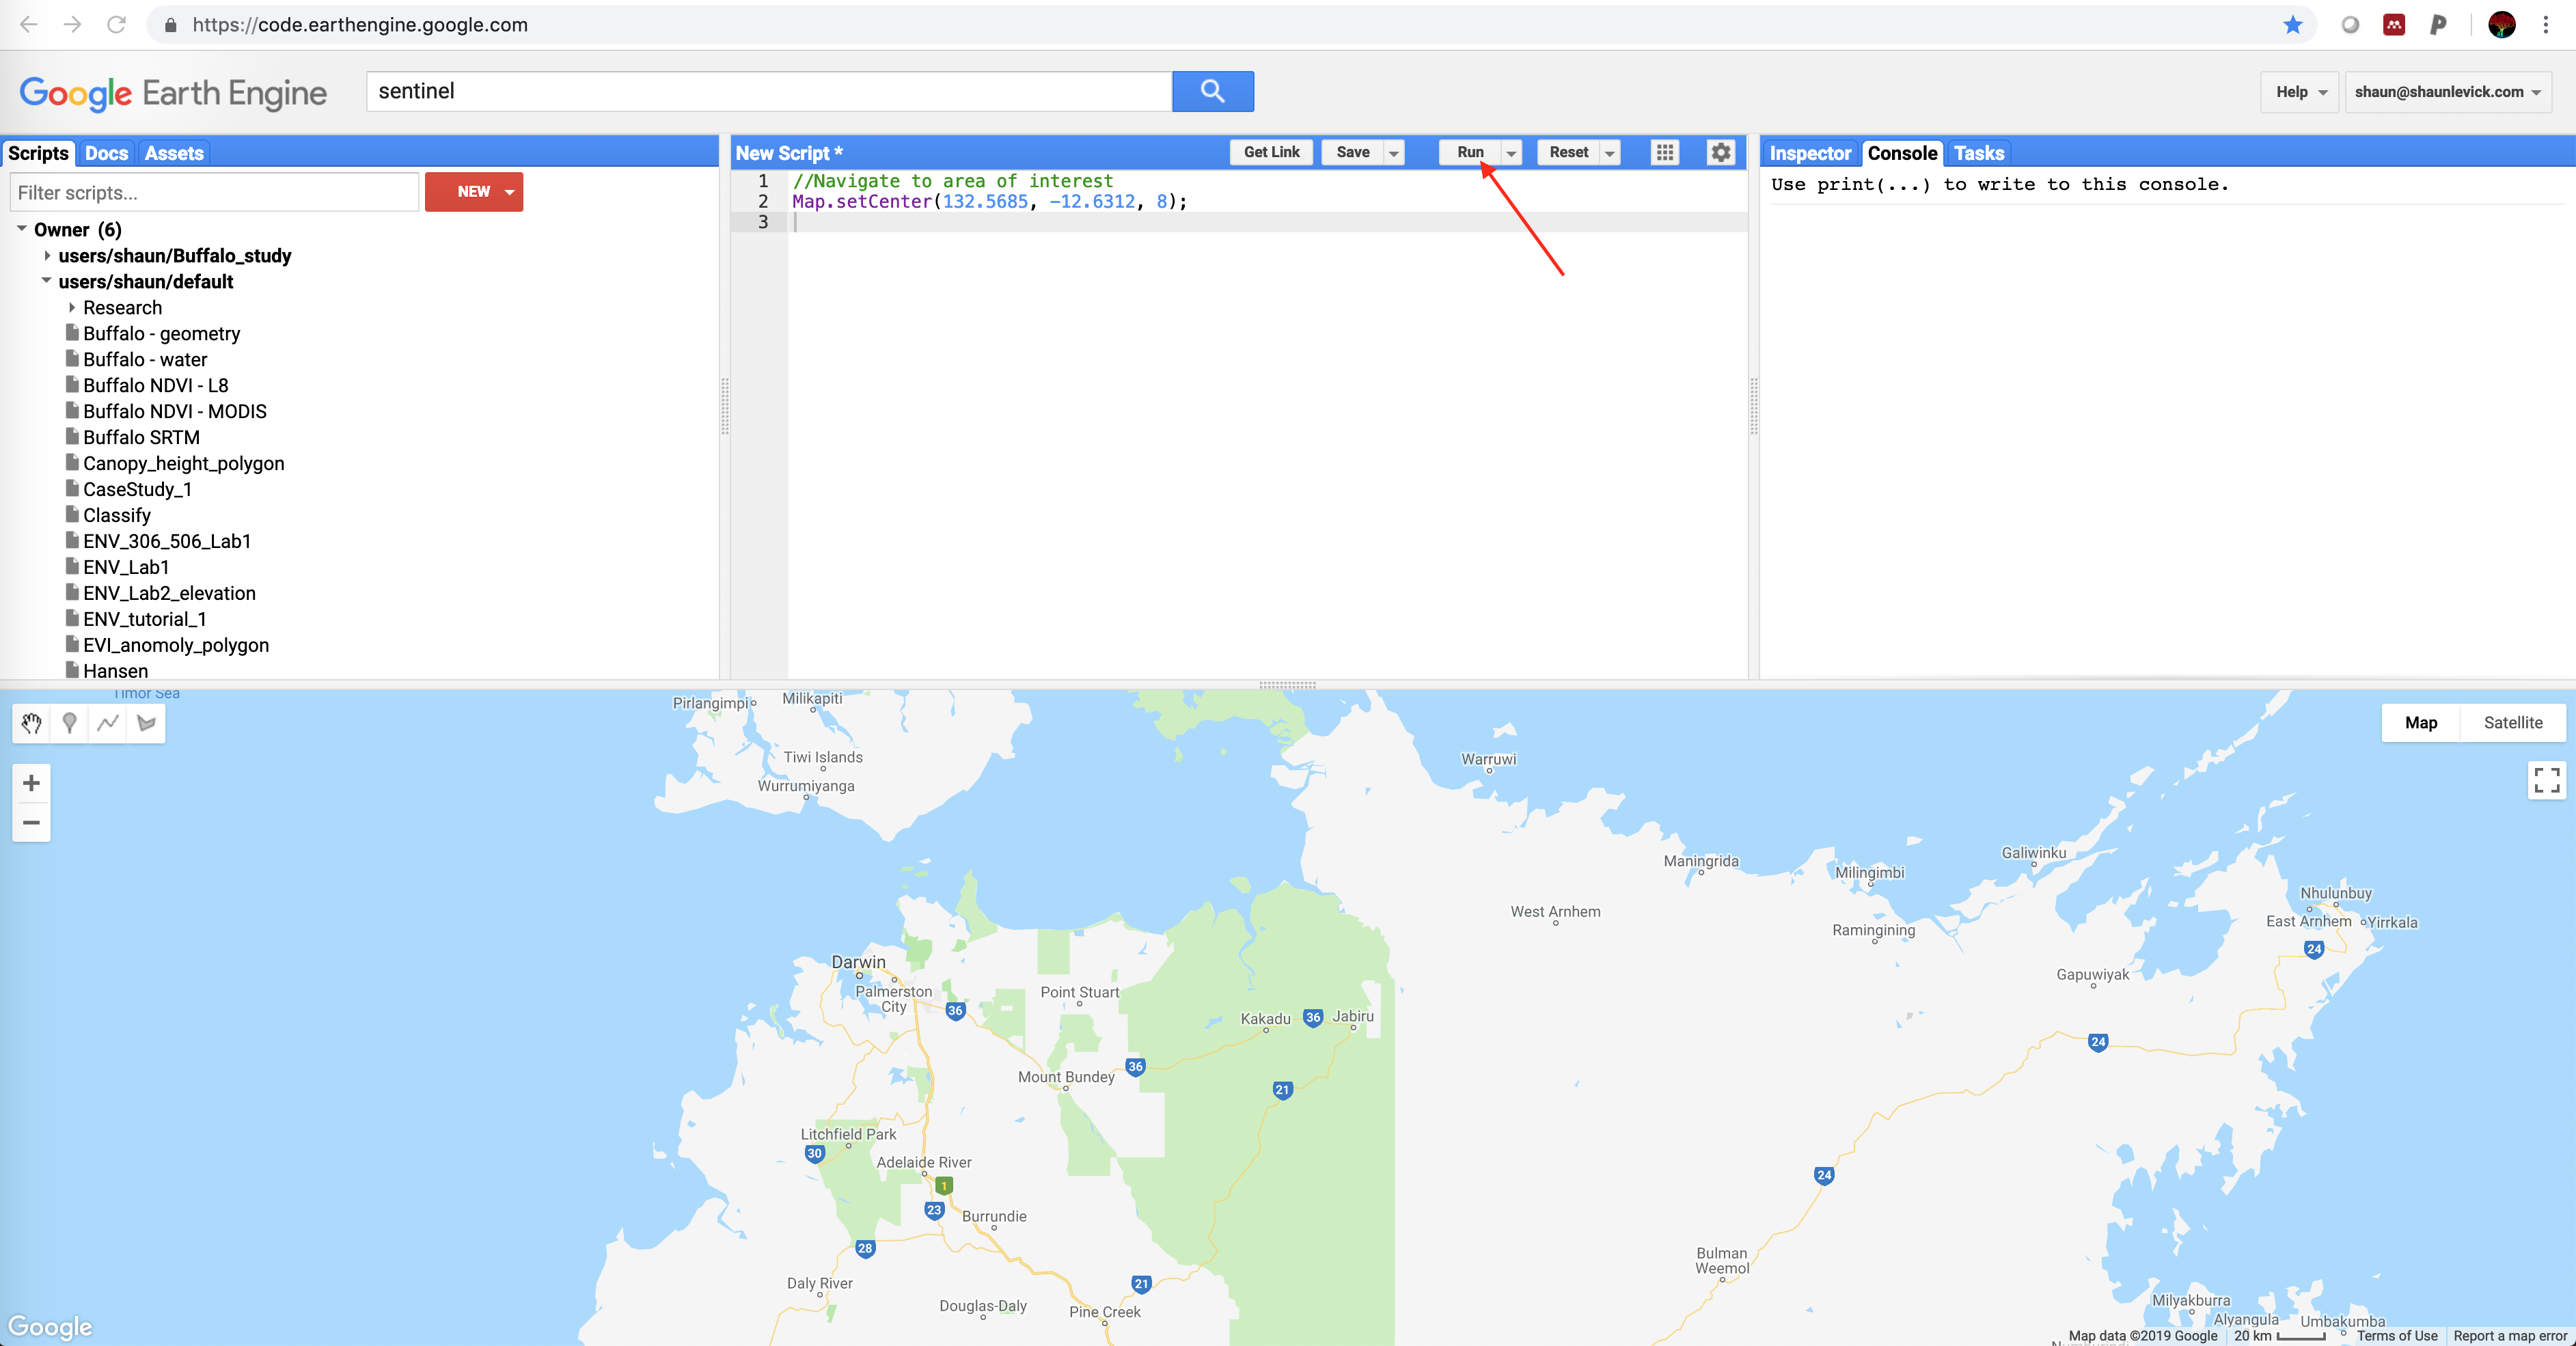 https://code.earthengine.google.com
Google Earth Engine
sentinel
Help
shaun@shaunlevick.com
Scripts Docs Assets
New Script *
Get Link Save Run Reset
Inspector Console Tasks
Filter scripts...
NEW
1 //Navigate to area of interest
2 Map.setCenter(132.5685, -12.6312, 8);
3
Use print(...) to write to this console.
Owner (6)
users/shaun/Buffalo_study
users/shaun/default
Research
Buffalo - geometry
Buffalo - water
Buffalo NDVI - L8
Buffalo NDVI - MODIS
Buffalo SRTM
Canopy_height_polygon
CaseStudy_1
Classify
ENV_306_506_Lab1
ENV_Lab1
ENV_Lab2_elevation
ENV_tutorial_1
EVI_anomoly_polygon
Hansen
Timor Sea
Pirlangimpi
Milikapiti
Map Satellite
Tiwi Islands
Wurrumiyanga
Warruwi
Maningrida
Milingimbi
Galiwinku
Nhulunbuy
East Arnhem
Yirrkala
West Arnhem
Ramingining
24
Darwin
Palmerston
City
36
Point Stuart
Kakadu
36
Jabiru
Gapuwiyak
24
Mount Bundey
36
21
Litchfield Park
30
Adelaide River
1
23
Burrundie
24
28
Daly River
21
Douglas-Daly
Pine Creek
Bulman
Weemol
Milyakburra
Alyangula
Umbakumba
Google
Map data ©2019 Google 20 km Terms of Use Report a map error